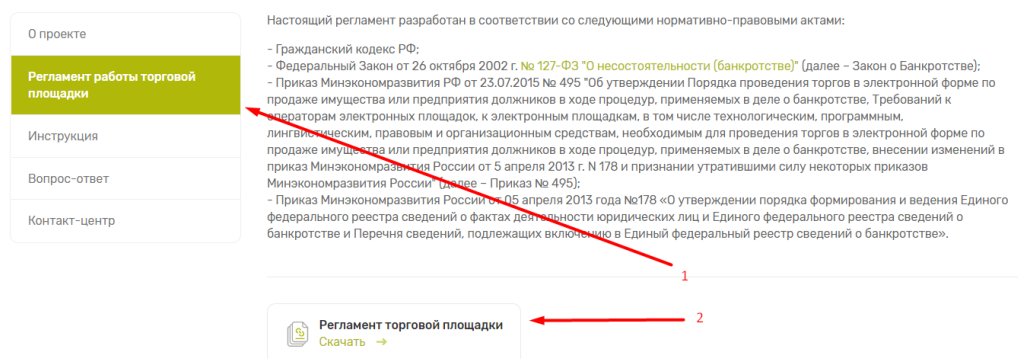 О проекте
Регламент работы торговой
площадки
Инструкция
Вопрос-ответ
Контакт-центр
Настоящий регламент разработан в соответствии со следующими нормативно-правовыми актами:
- Гражданский кодекс РФ;
- Федеральный Закон от 26 октября 2002 г. № 127-ФЗ "О несостоятельности (банкротстве)" (далее – Закон о Банкротстве);
- Приказ Минэкономразвития РФ от 23.07.2015 № 495 "Об утверждении Порядка проведения торгов в электронной форме по
продаже имущества или предприятия должников в ходе процедур, применяемых в деле о банкротстве, Требований к
операторам электронных площадок, к электронным площадкам, в том числе технологическим, программным,
лингвистическим, правовым и организационным средствам, необходимым для проведения торгов в электронной форме по
продаже имущества или предприятия должников в ходе процедур, применяемых в деле о банкротстве, внесении изменений в
приказ Минэкономразвития России от 5 апреля 2013 г. N 178 и признании утратившими силу некоторых приказов
Минэкономразвития России" (далее – Приказ № 495);
- Приказ Минэкономразвития России от 05 апреля 2013 года №178 «О утверждении порядка формирования и ведения Единого
федерального реестра сведений о фактах деятельности юридических лиц и Единого федерального реестра сведений о
банкротстве и Перечня сведений, подлежащих включению в Единый федеральный реестр сведений о банкротстве».
1
Регламент торговой площадки
Скачать →
2